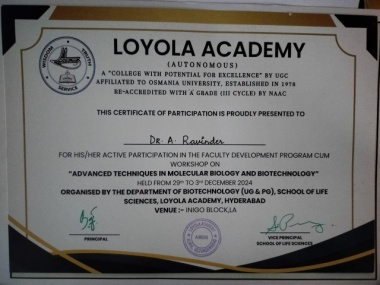 LOYOLA ACADEMY
(AUTONOMOUS)
A "COLLEGE WITH POTENTIAL FOR EXCELLENCE" BY UGC
AFFILIATED TO OSMANIA UNIVERSITY, ESTABLISHED IN 1978
RE-ACCREDITED WITH 'A' GRADE (III CYCLE) BY NAAC
WISDOM TRUTH
SERVICE
THIS CERTIFICATE OF PARTICIPATION IS PROUDLY PRESENTED TO
Dr. A. Ravinder
FOR HIS/HER ACTIVE PARTICIPATION IN THE FACULTY DEVELOPMENT PROGRAM CUM
WORKSHOP ON
"ADVANCED TECHNIQUES IN MOLECULAR BIOLOGY AND BIOTECHNOLOGY"
HELD FROM 29TH TO 3RD DECEMBER 2024
ORGANISED BY THE DEPARTMENT OF BIOTECHNOLOGY (UG & PG), SCHOOL OF LIFE
SCIENCES, LOYOLA ACADEMY, HYDERABAD
VENUE :- INIGO BLOCK,LA
PRINCIPAL
VICE PRINCIPAL
SCHOOL OF LIFE SCIENCES